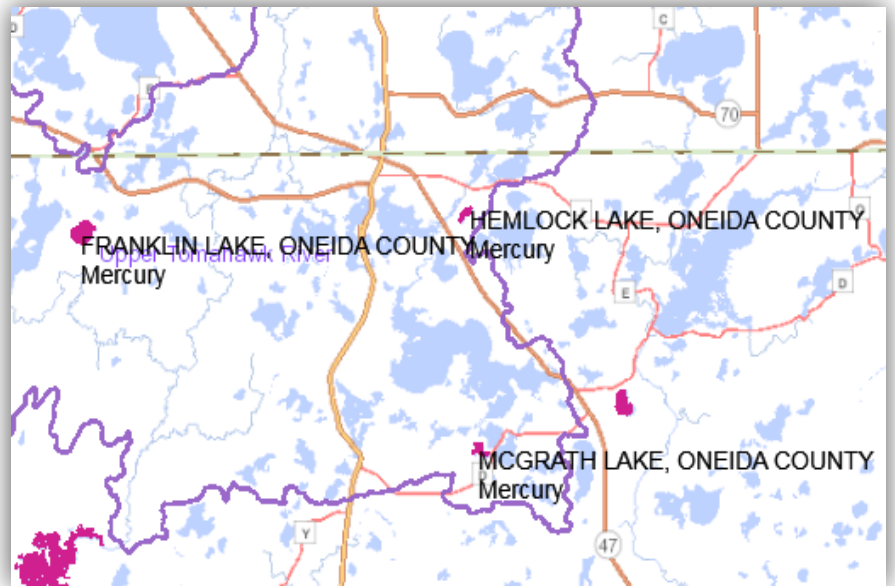 C
D
B
70
HEMLOCK LAKE, ONEIDA COUNTY
Mercury
FRANKLIN LAKE, ONEIDA COUNTY
Upper Tomahawk River
Mercury
E
D
MCGRATH LAKE, ONEIDA COUNTY
D
Mercury
Y
47